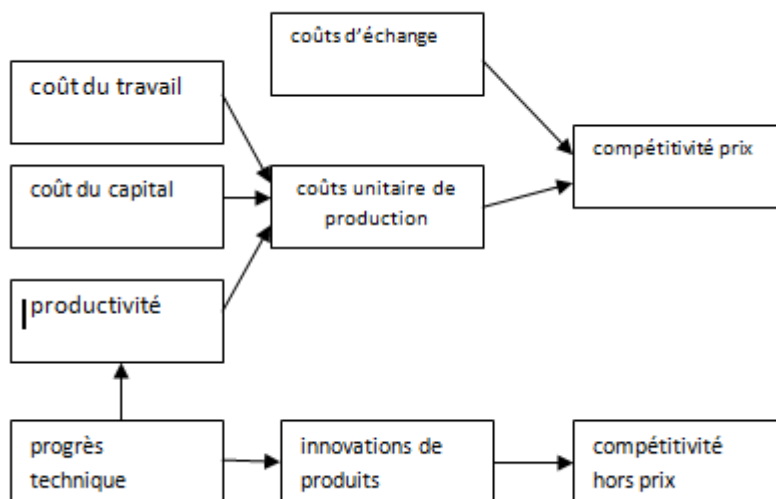 coûts d'échange
coût du travail
compétitivité prix
coût du capital
coûts unitaire de
production
productivité
progrès
technique
innovations de
produits
compétitivité
hors prix